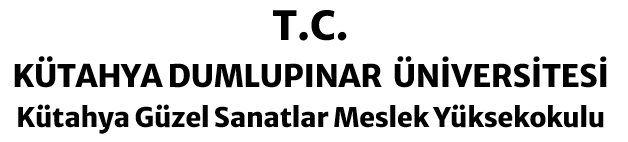 T.C.
KÜTAHYA DUMLUPINAR ÜNİVERSİTESİ
Kütahya Güzel Sanatlar Meslek Yüksekokulu